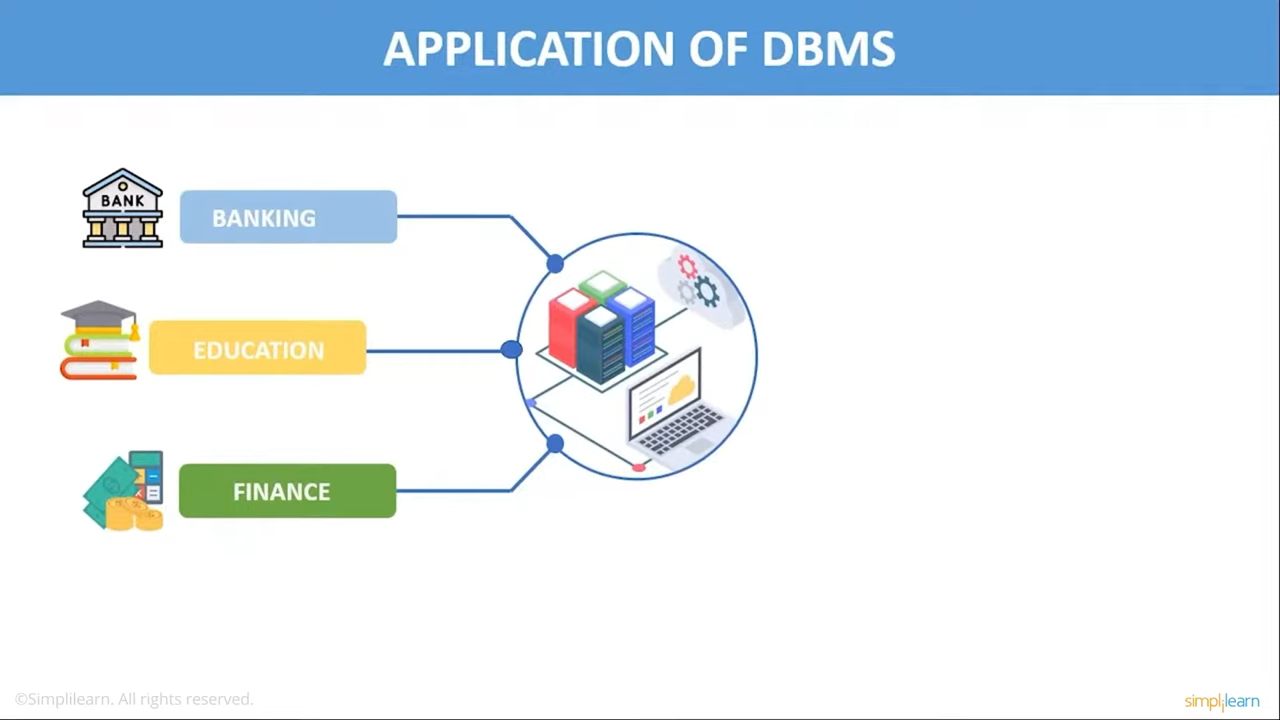 APPLICATION OF DBMS
BANK
BANKING
EDUCATION
FINANCE
©Simplilearn. All rights reserved.
simplilearn